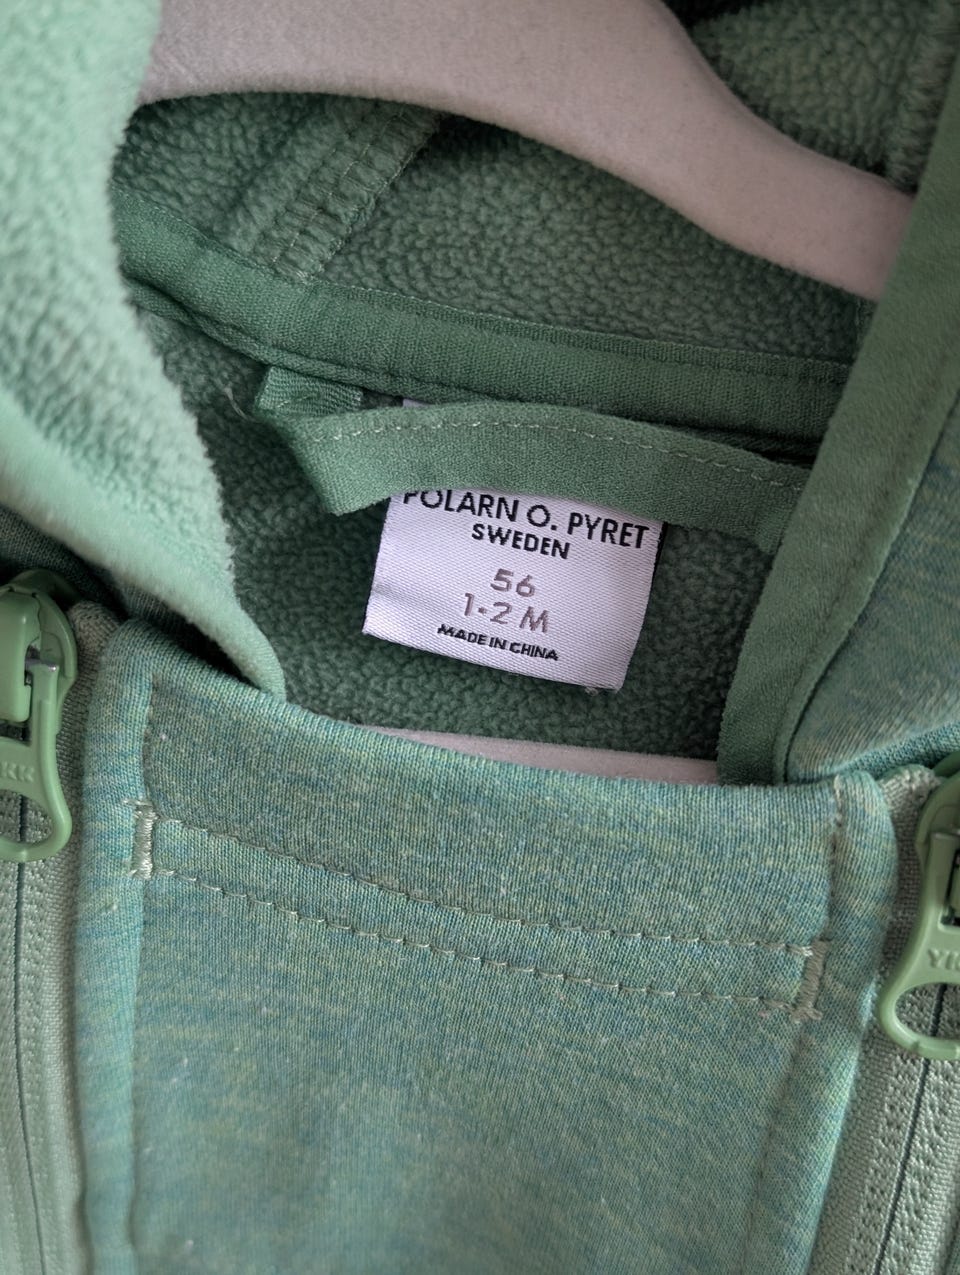 POLARN O. PYRET
SWEDEN
56
1-2 M
MADE IN CHINA